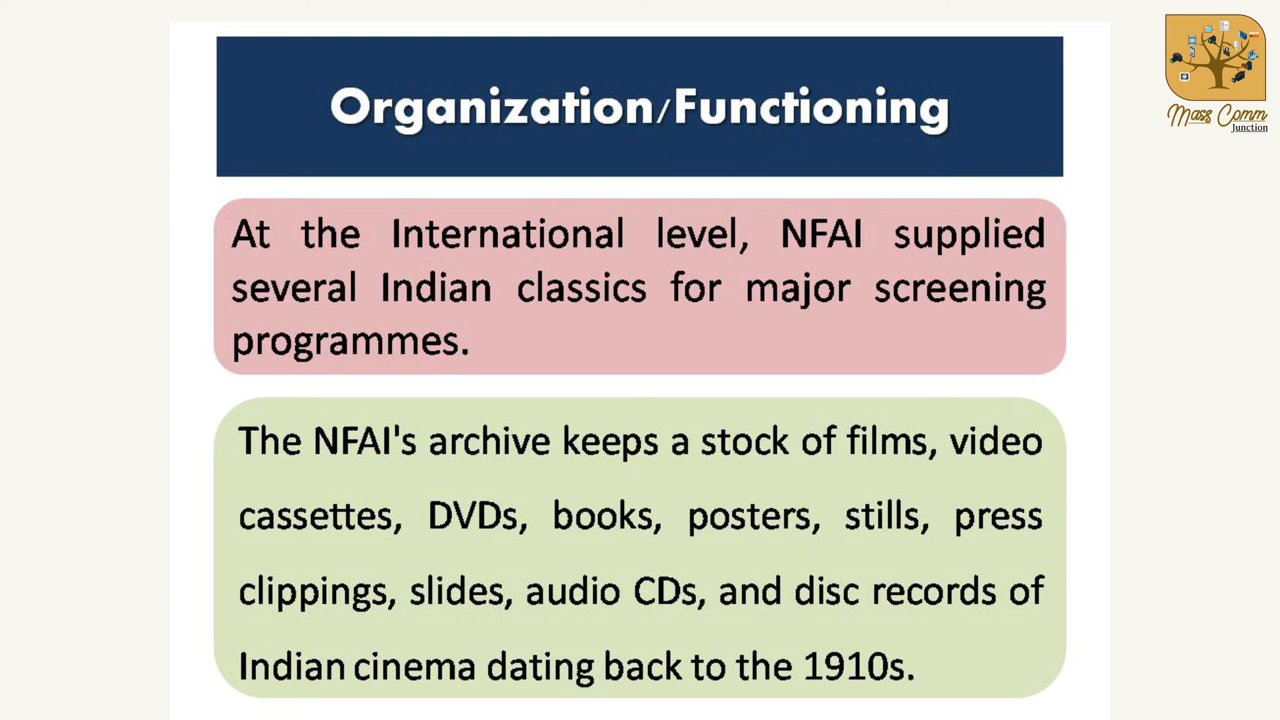 Organization/Functioning
Mass Comm
Junction
At the International level, NFAI supplied
several Indian classics for major screening
programmes.
The NFAI's archive keeps a stock of films, video
cassettes, DVDs, books, posters, stills, press
clippings, slides, audio CDs, and disc records of
Indian cinema dating back to the 1910s.